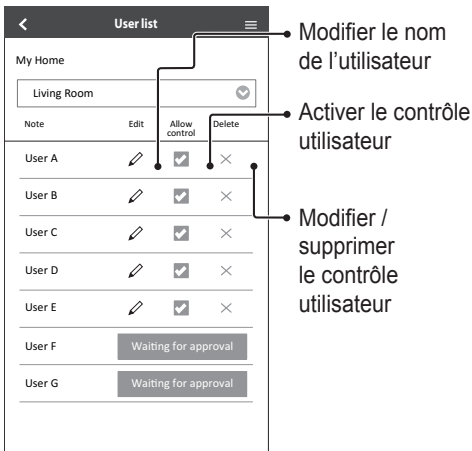 User list
My Home
Living Room
Note Edit Allow control Delete
User A
User B
User C
User D
User E
User F Waiting for approval
User G Waiting for approval
Modifier le nom
de l’utilisateur
Activer le contrôle
utilisateur
Modifier /
supprimer
le contrôle
utilisateur